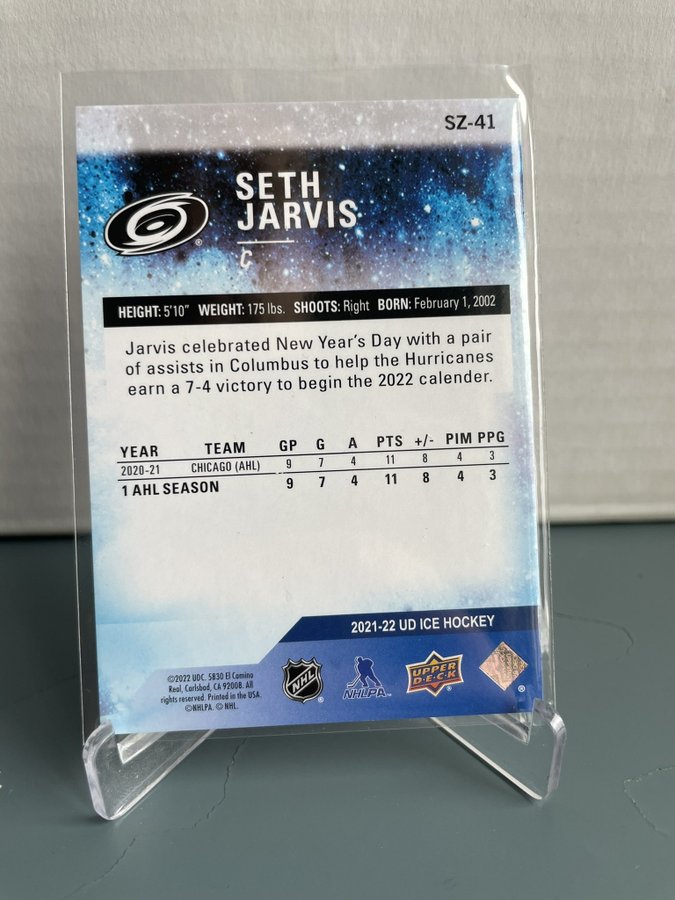 SZ-41
SETH
JARVIS
C
HEIGHT: 5'10" WEIGHT: 175 lbs. SHOOTS: Right BORN: February 1, 2002
Jarvis celebrated New Year's Day with a pair
of assists in Columbus to help the Hurricanes
earn a 7-4 victory to begin the 2022 calender.
YEAR TEAM GP G A PTS +/- PIM PPG
2020-21 CHICAGO (AHL) 9 7 4 11 8 4 3
1 AHL SEASON 9 7 4 11 8 4 3
2021-22 UD ICE HOCKEY
©2022 UDC. 5830 El Camino
Real, Carlsbad, CA 92008. All
rights reserved. Printed in the USA.
©NHLPA. © NHL.
NHL
NHLPA
UPPER
DECK